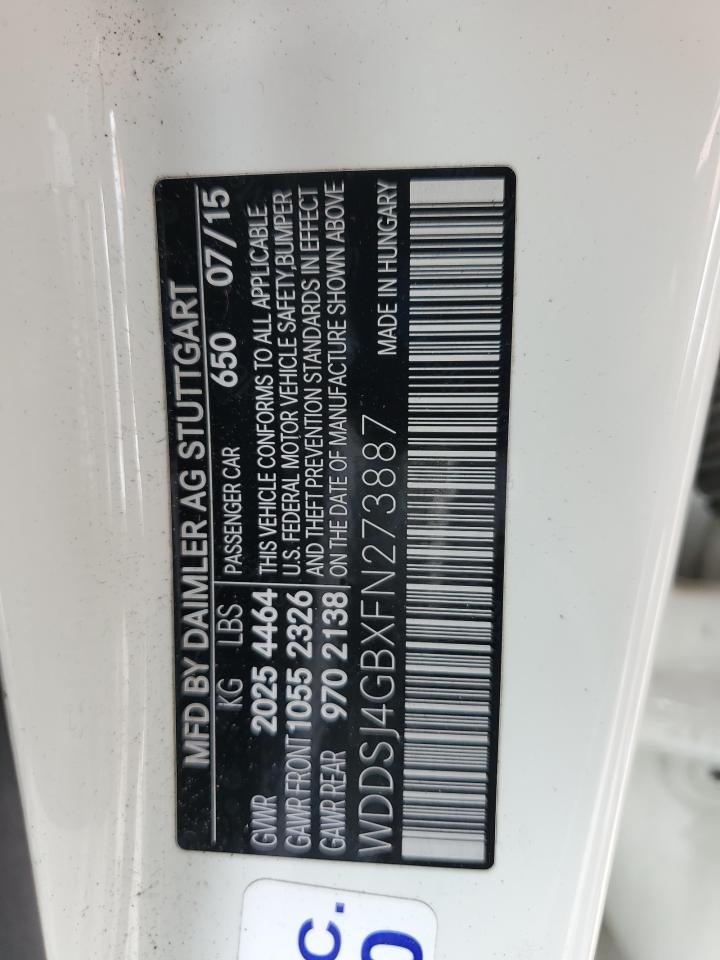 MFD BY DAIMLER AG STUTTGART
KG LBS PASSENGER CAR 650 07/15
GVWR 2025 4464 THIS VEHICLE CONFORMS TO ALL APPLICABLE
GAWR FRONT 1055 2326 U.S. FEDERAL MOTOR VEHICLE SAFETY,BUMPER
GAWR REAR 970 2138 AND THEFT PREVENTION STANDARDS IN EFFECT
ON THE DATE OF MANUFACTURE SHOWN ABOVE
WDDSJ4GBXFN273887 MADE IN HUNGARY
C.
0